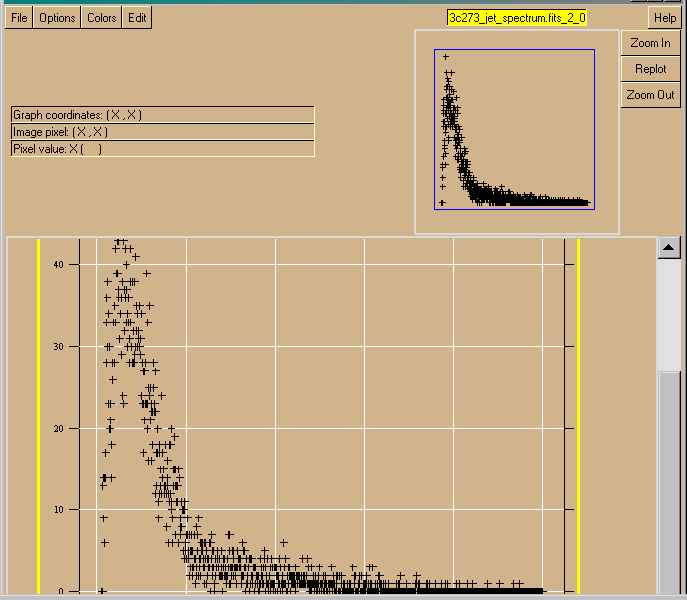 File Options Colors Edit 3c273_jet_spectrum.fits_2_0 Help
Zoom In
Replot
Zoom Out
Graph coordinates: ( X , X )
Image pixel: ( X , X )
Pixel value: X ( )
40
30
20
10
0